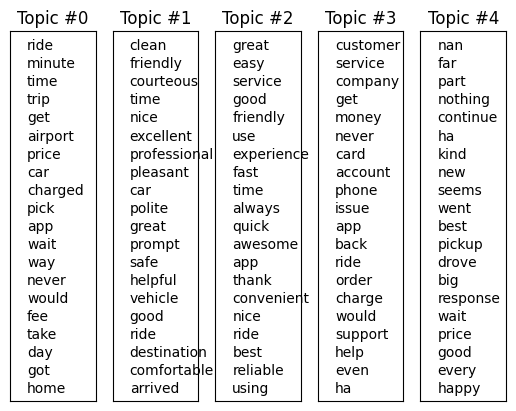 Topic #0
ride
minute
time
trip
get
airport
price
car
charged
pick
app
wait
way
never
would
fee
take
day
got
home
Topic #1
clean
friendly
courteous
time
nice
excellent
professional
pleasant
car
polite
great
prompt
safe
helpful
vehicle
good
ride
destination
comfortable
arrived
Topic #2
great
easy
service
good
friendly
use
experience
fast
time
always
quick
awesome
app
thank
convenient
nice
ride
best
reliable
using
Topic #3
customer
service
company
get
money
never
card
account
phone
issue
app
back
ride
order
charge
would
support
help
even
ha
Topic #4
nan
far
part
nothing
continue
ha
kind
new
seems
went
best
pickup
drove
big
response
wait
price
good
every
happy